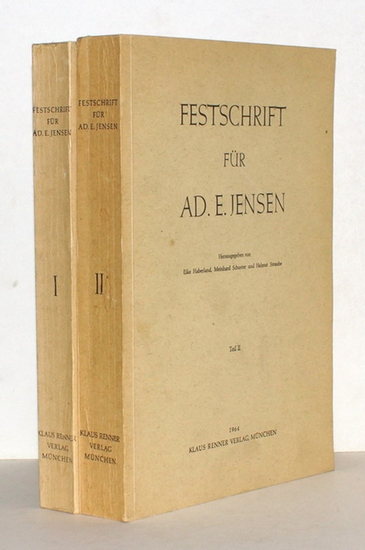 FESTSCHRIFT
FÜR
AD. E. JENSEN
I
KLAUS RENNER
VERLAG
MÜNCHEN
FESTSCHRIFT
FÜR
AD. E. JENSEN
II
KLAUS RENNER
VERLAG
MÜNCHEN
FESTSCHRIFT
FÜR
AD. E. JENSEN
Herausgegeben von
Eike Haberland, Meinhard Schuster und Helmut Straube
Teil II
1964
KLAUS RENNER VERLAG, MÜNCHEN